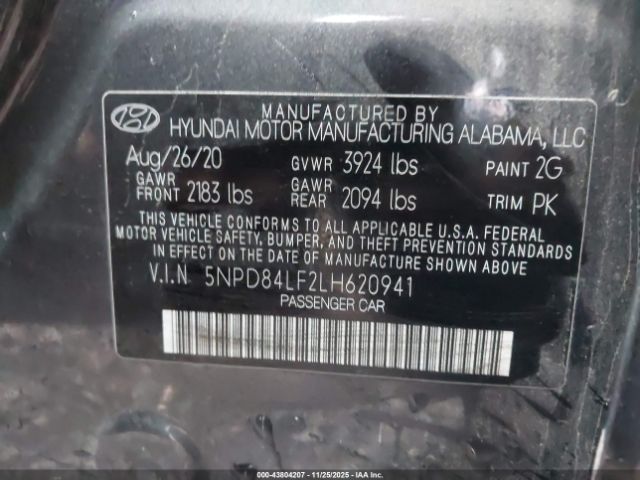 MANUFACTURED BY
HYUNDAI MOTOR MANUFACTURING ALABAMA, LLC
Aug/26/20 GVWR 3924 lbs PAINT 2G
GAWR FRONT 2183 lbs GAWR REAR 2094 lbs TRIM PK
THIS VEHICLE CONFORMS TO ALL APPLICABLE U.S.A. FEDERAL
MOTOR VEHICLE SAFETY, BUMPER, AND THEFT PREVENTION STANDARDS
IN EFFECT ON THE DATE OF MANUFACTURE SHOWN ABOVE.
V.I.N 5NPD84LF2LH620941
PASSENGER CAR
000-43804207 - 11/25/2025 - IAA Inc.